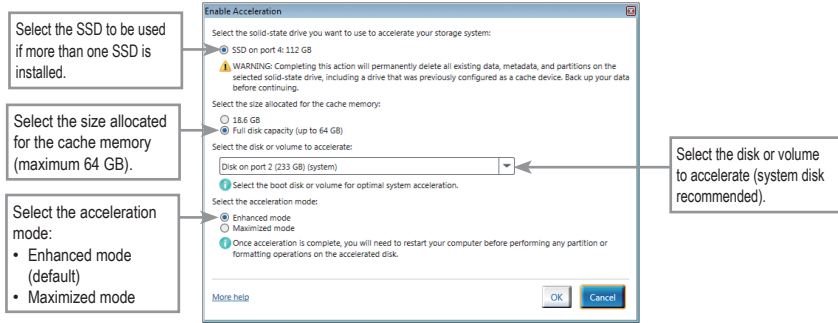 Select the SSD to be used
if more than one SSD is
installed.
Select the size allocated
for the cache memory
(maximum 64 GB).
Select the acceleration
mode:
• Enhanced mode
(default)
• Maximized mode
Enable Acceleration
Select the solid-state drive you want to use to accelerate your storage system:
SSD on port 4: 112 GB
WARNING: Completing this action will permanently delete all existing data, metadata, and partitions on the
selected solid-state drive, including a drive that was previously configured as a cache device. Back up your data
before continuing.
Select the size allocated for the cache memory:
18.6 GB
Full disk capacity (up to 64 GB)
Select the disk or volume to accelerate:
Disk on port 2 (233 GB) (system)
Select the boot disk or volume for optimal system acceleration.
Select the acceleration mode:
Enhanced mode
Maximized mode
Once acceleration is complete, you will need to restart your computer before performing any partition or
formatting operations on the accelerated disk.
More help
OK
Cancel
Select the disk or volume
to accelerate (system disk
recommended).